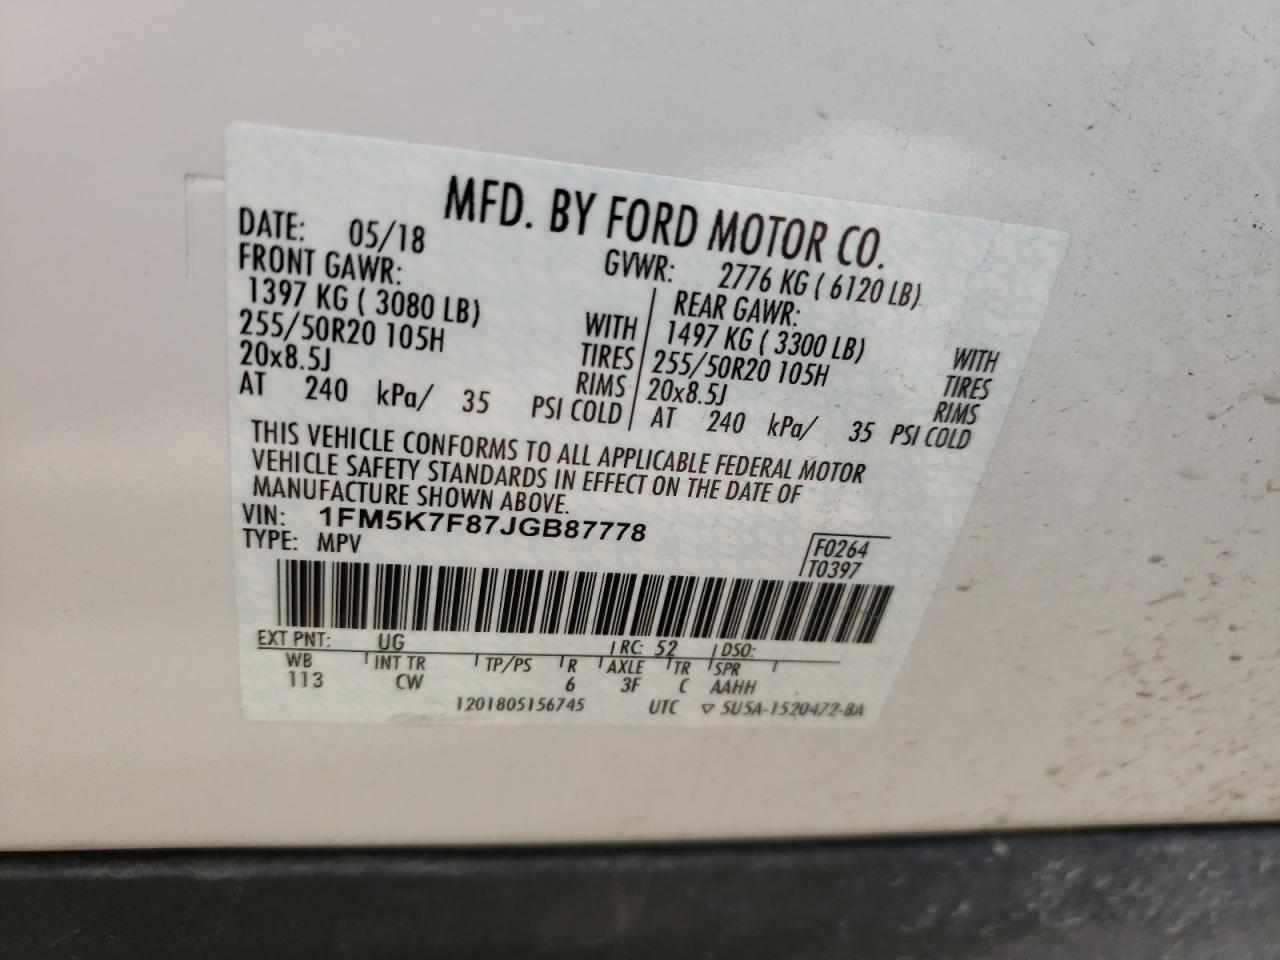 MFD. BY FORD MOTOR CO.
DATE: 05/18 GVWR: 2776 KG ( 6120 LB)
FRONT GAWR: REAR GAWR:
1397 KG ( 3080 LB) WITH 1497 KG ( 3300 LB) WITH
255/50R20 105H TIRES 255/50R20 105H TIRES
20x8.5J RIMS 20x8.5J RIMS
AT 240 kPa/ 35 PSI COLD AT 240 kPa/ 35 PSI COLD
THIS VEHICLE CONFORMS TO ALL APPLICABLE FEDERAL MOTOR
VEHICLE SAFETY STANDARDS IN EFFECT ON THE DATE OF
MANUFACTURE SHOWN ABOVE.
VIN: 1FM5K7F87JGB87778
TYPE: MPV F0264
T0397
EXT PNT: UG RC: 52 DSO:
WB INT TR TP/PS R AXLE TR SPR
113 CW 6 3F C AAHH
1201805156745 UTC ▽ 5U5A-1520472-BA